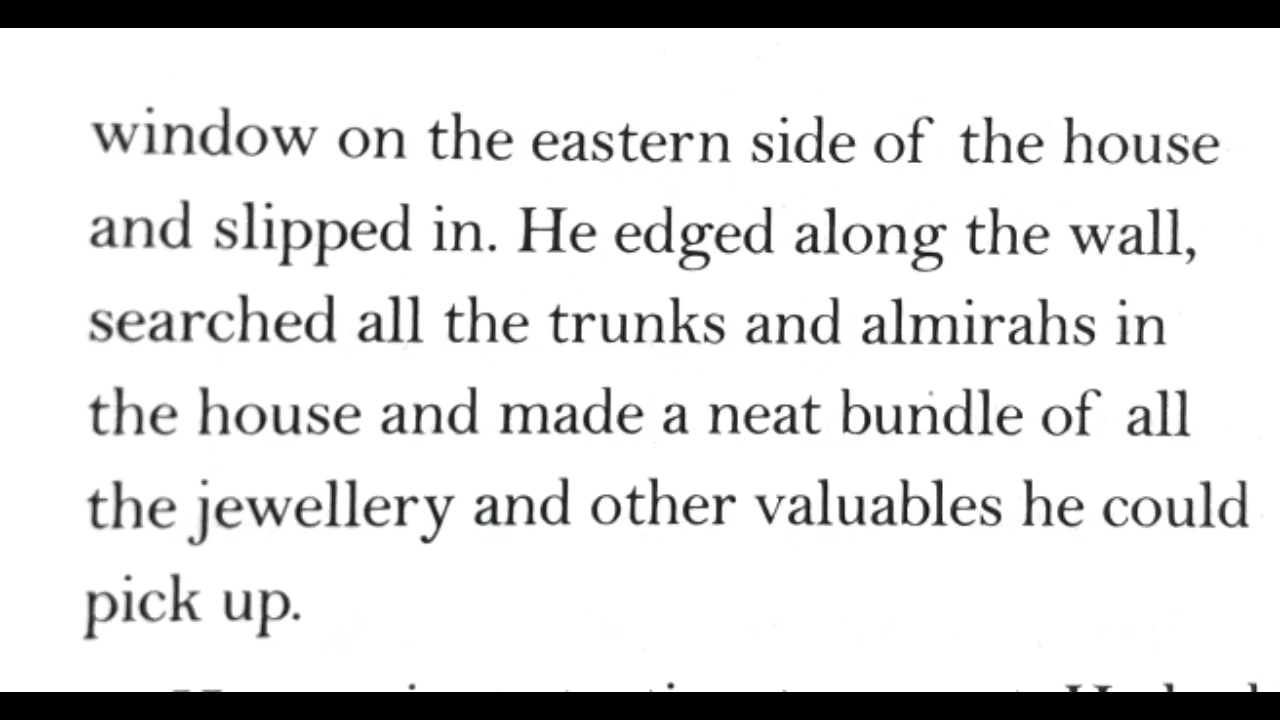 window on the eastern side of the house
and slipped in. He edged along the wall,
searched all the trunks and almirahs in
the house and made a neat bundle of all
the jewellery and other valuables he could
pick up.